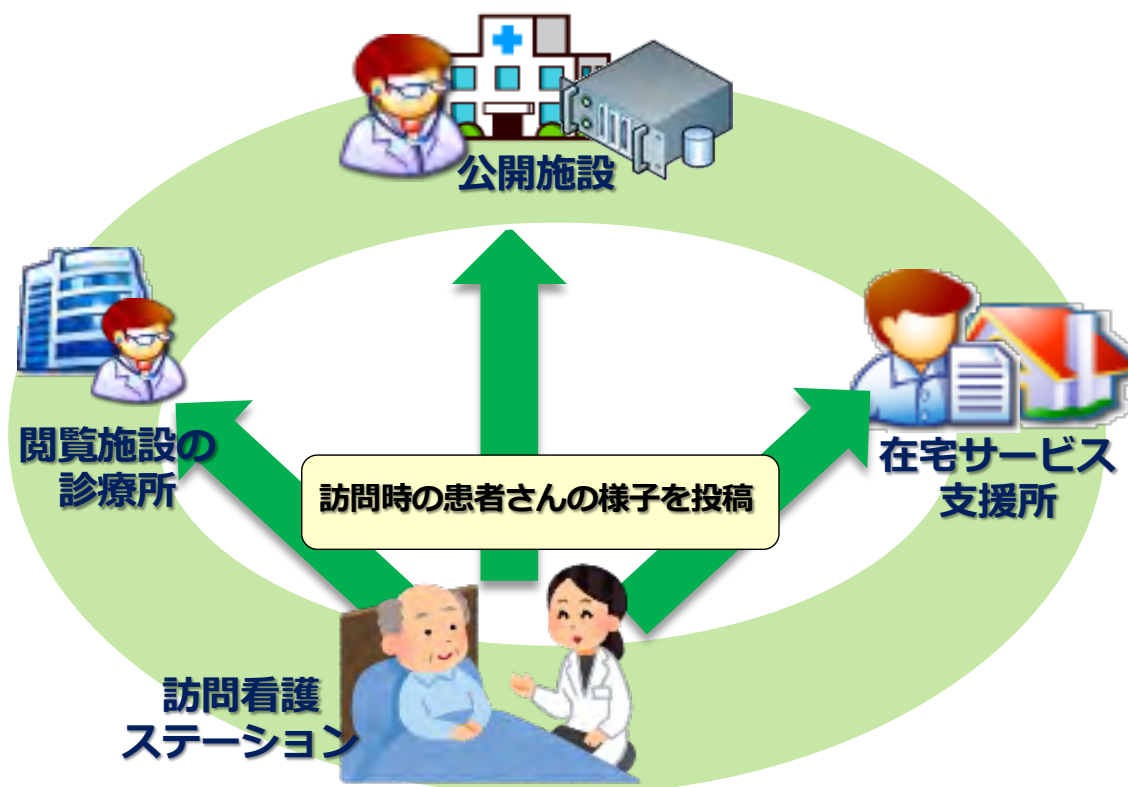 公開施設
閲覧施設の
診療所
在宅サービス
支援所
訪問時の患者さんの様子を投稿
訪問看護
ステーション